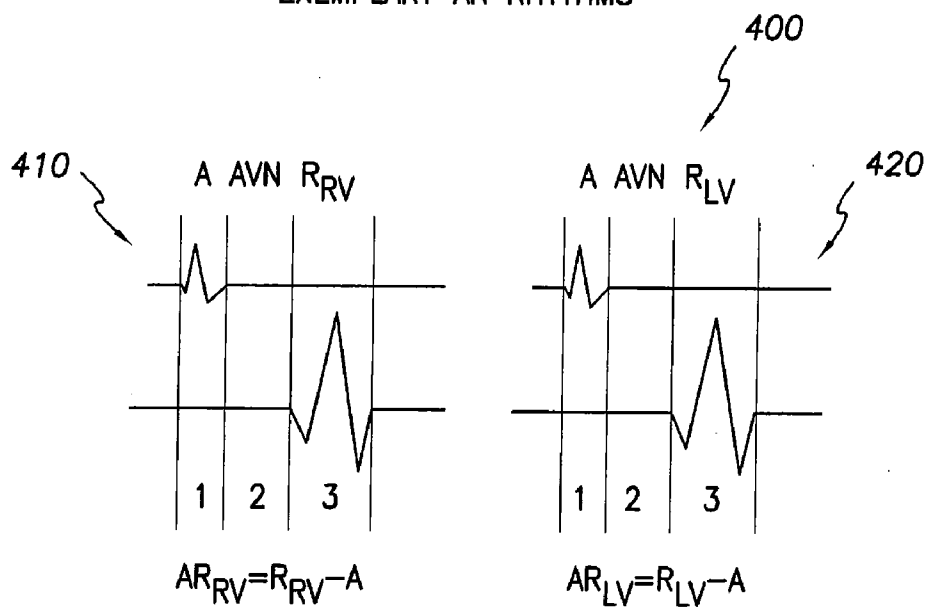 400
410
A AVN R_RV
A AVN R_LV
420
1 2 3
1 2 3
AR_RV=R_RV-A
AR_LV=R_LV-A